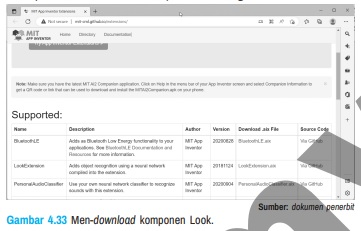 MIT App Inventor Extensions
Not secure | mit-cml.github.io/extensions/
MIT
APP INVENTOR
Home Directory Documentation
Note: Make sure you have the latest MIT AI2 Companion application. Click on Help in the menu bar of your App Inventor screen and select Companion Information to
get a QR code or link that can be used to download and install the MITAI2Companion.apk on your phone.
Supported:
Name Description Author Version Download .aix File Source Code
BluetoothLE Adds as Bluetooth Low Energy functionality to your MIT App 20200828 BluetoothLE.aix Via GitHub
applications. See BluetoothLE Documentation and Inventor
Resources for more information.
LookExtension Adds object recognition using a neural network MIT App 20181124 LookExtension.aix Via GitHub
compiled into the extension. Inventor
PersonalAudioClassifier Use your own neural network classifier to recognize MIT App 20200904 PersonalAudioClassifier.aix Via GitHub
sounds with this extension. Inventor
Sumber: dokumen penerbit
Gambar 4.33 Men-download komponen Look.